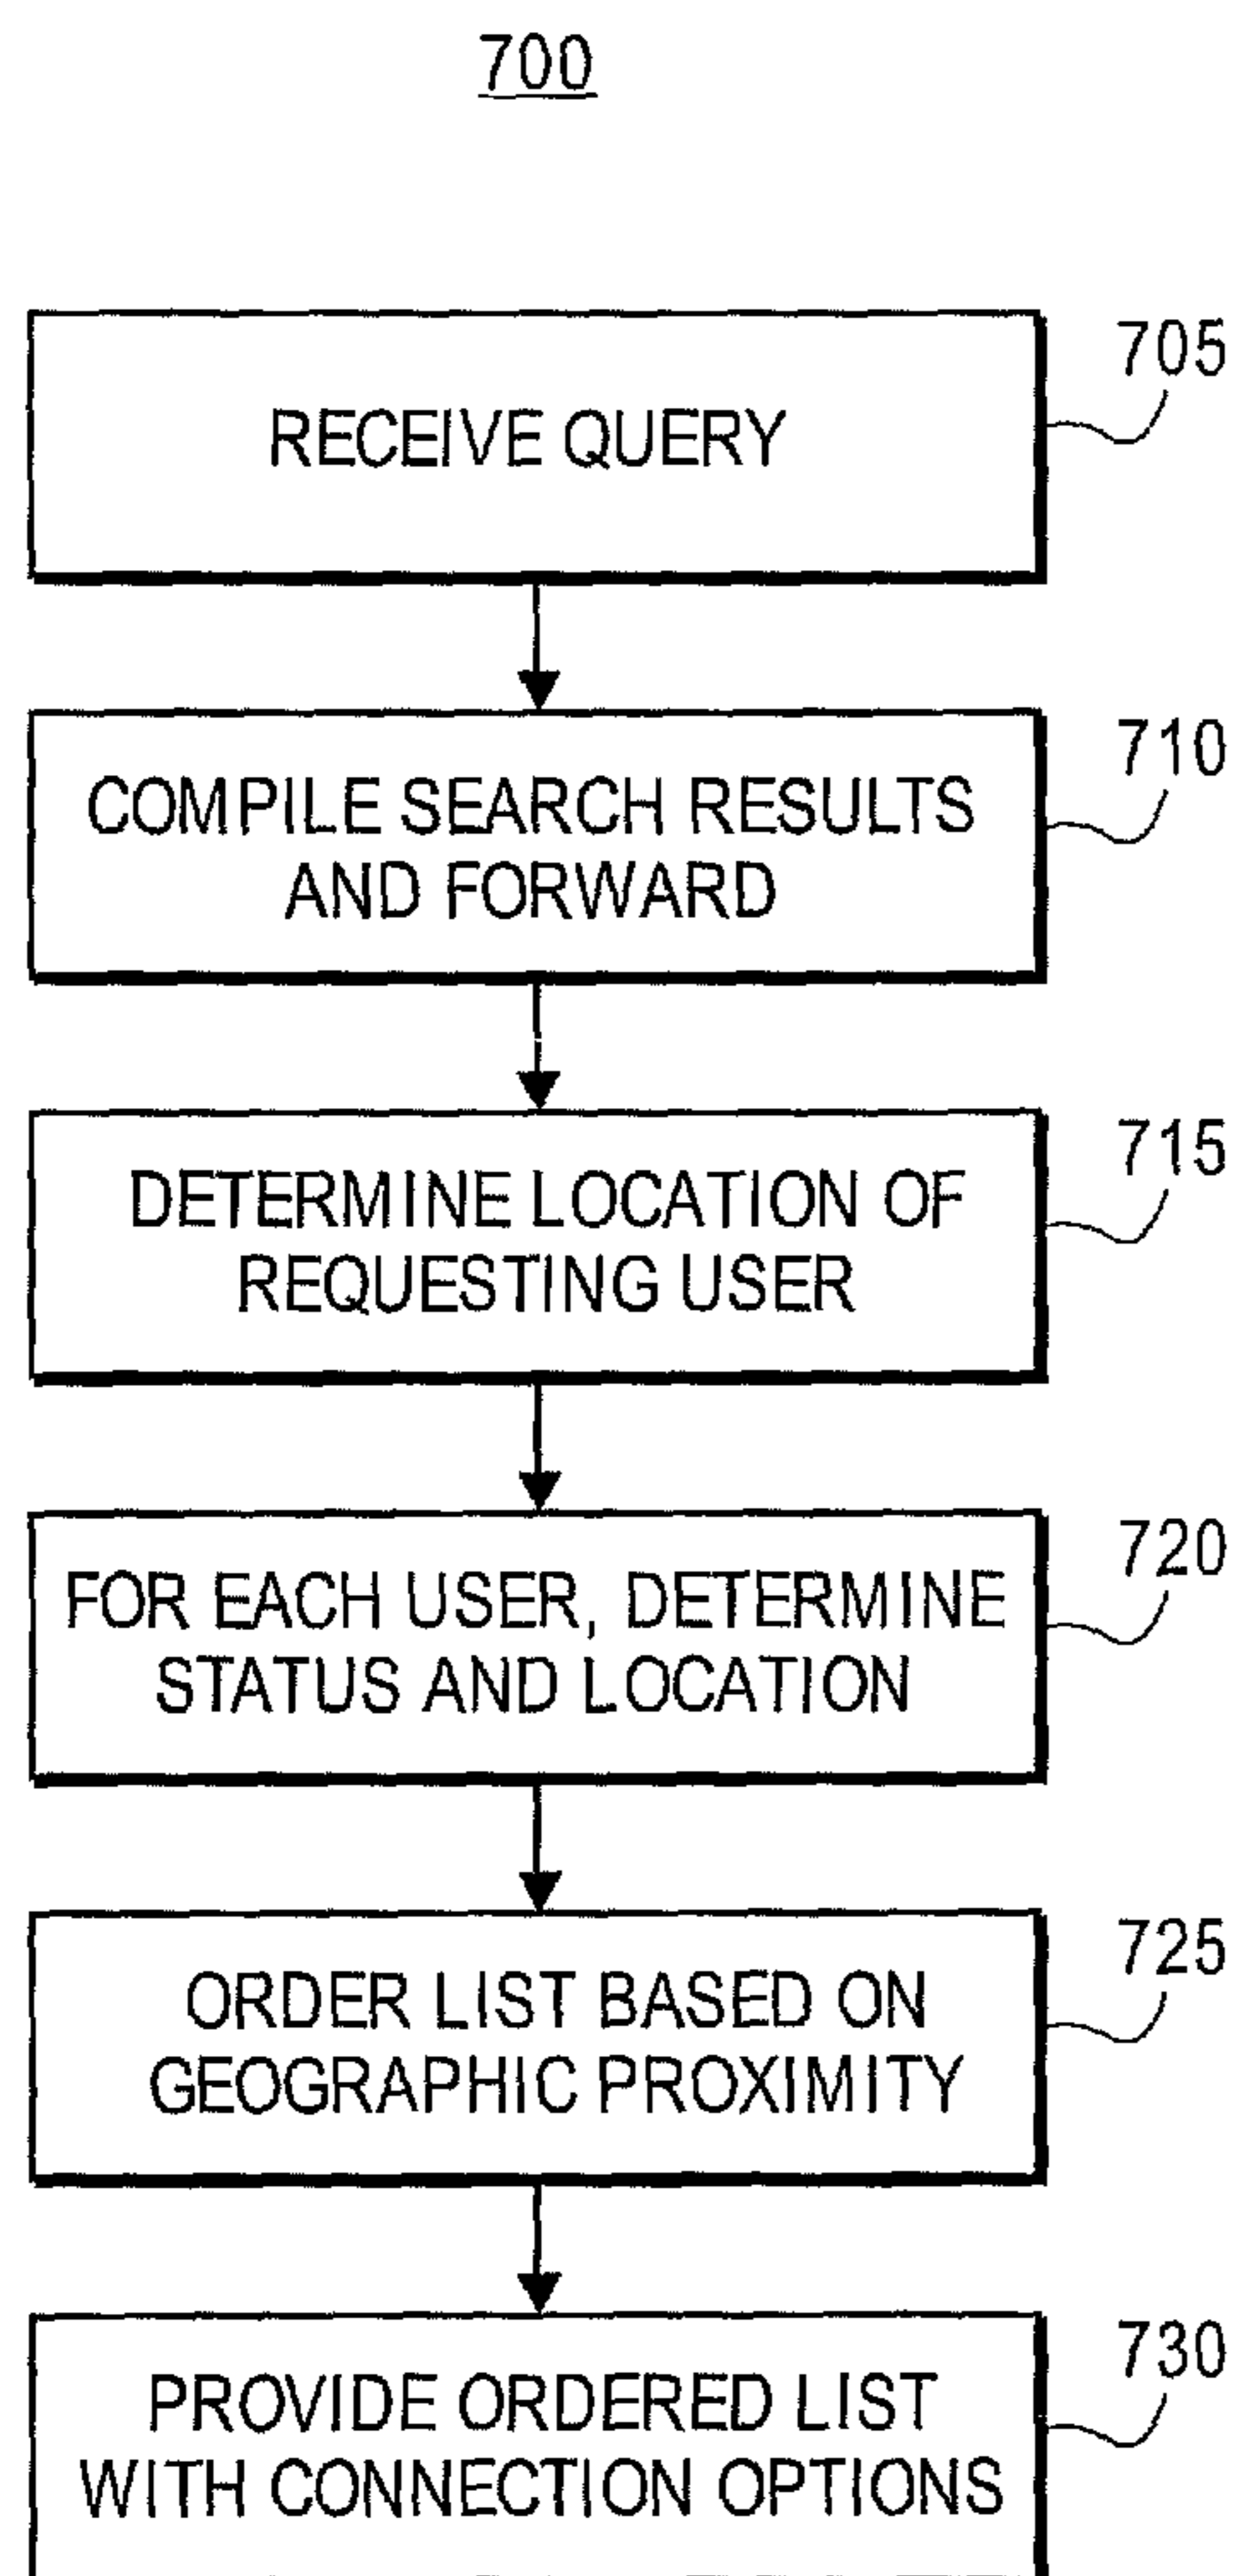 700
RECEIVE QUERY
705
COMPILE SEARCH RESULTS
AND FORWARD
710
DETERMINE LOCATION OF
REQUESTING USER
715
FOR EACH USER, DETERMINE
STATUS AND LOCATION
720
ORDER LIST BASED ON
GEOGRAPHIC PROXIMITY
725
PROVIDE ORDERED LIST
WITH CONNECTION OPTIONS
730